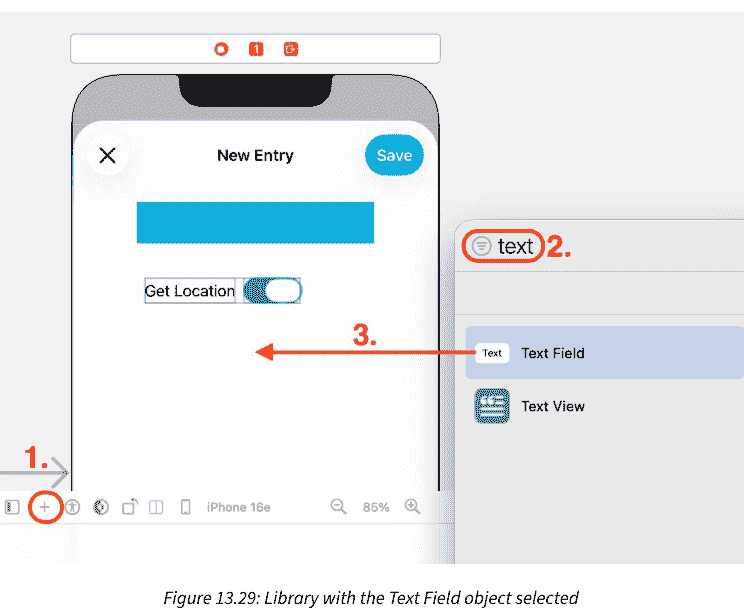 1
New Entry
Save
text
2.
Get Location
3.
Text
Text Field
Text View
1.
iPhone 16e
85%
Figure 13.29: Library with the Text Field object selected